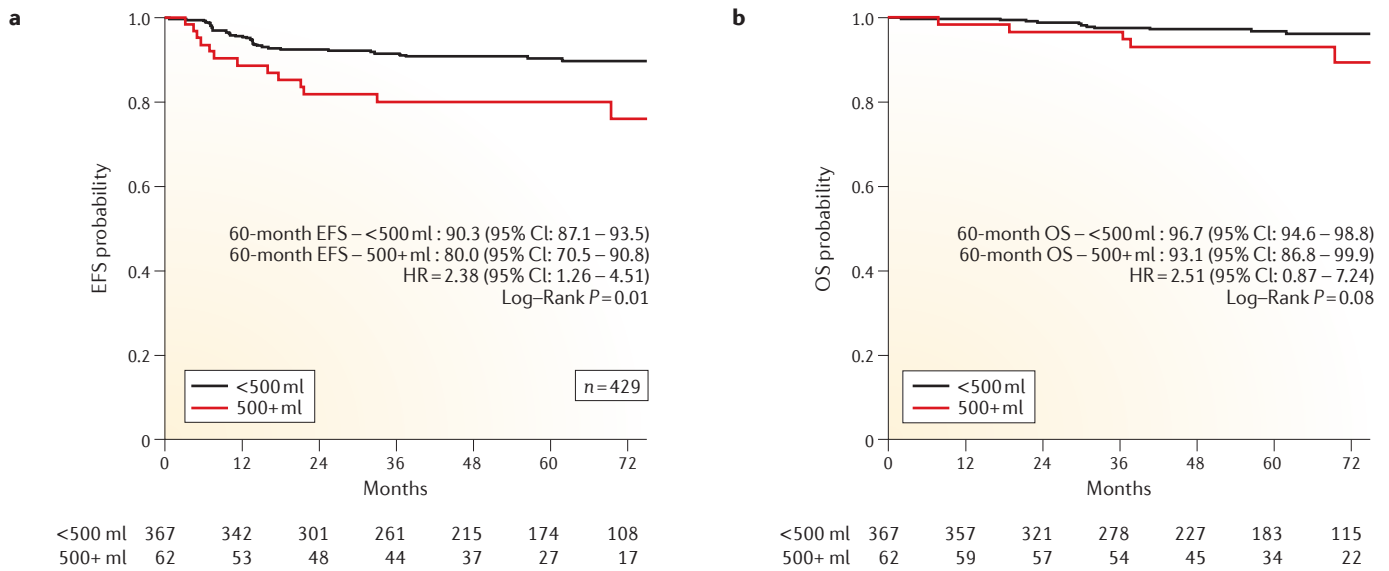 a
EFS probability
1.0
0.8
0.6
0.4
0.2
0
60-month EFS – <500 ml : 90.3 (95% CI: 87.1 – 93.5)
60-month EFS – 500+ ml : 80.0 (95% CI: 70.5 – 90.8)
HR = 2.38 (95% CI: 1.26 – 4.51)
Log–Rank P = 0.01
<500 ml
500+ ml
n = 429
0 12 24 36 48 60 72
Months
<500 ml 367 342 301 261 215 174 108
500+ ml 62 53 48 44 37 27 17
b
OS probability
1.0
0.8
0.6
0.4
0.2
0
60-month OS – <500 ml : 96.7 (95% CI: 94.6 – 98.8)
60-month OS – 500+ ml : 93.1 (95% CI: 86.8 – 99.9)
HR = 2.51 (95% CI: 0.87 – 7.24)
Log–Rank P = 0.08
<500 ml
500+ ml
0 12 24 36 48 60 72
Months
<500 ml 367 357 321 278 227 183 115
500+ ml 62 59 57 54 45 34 22